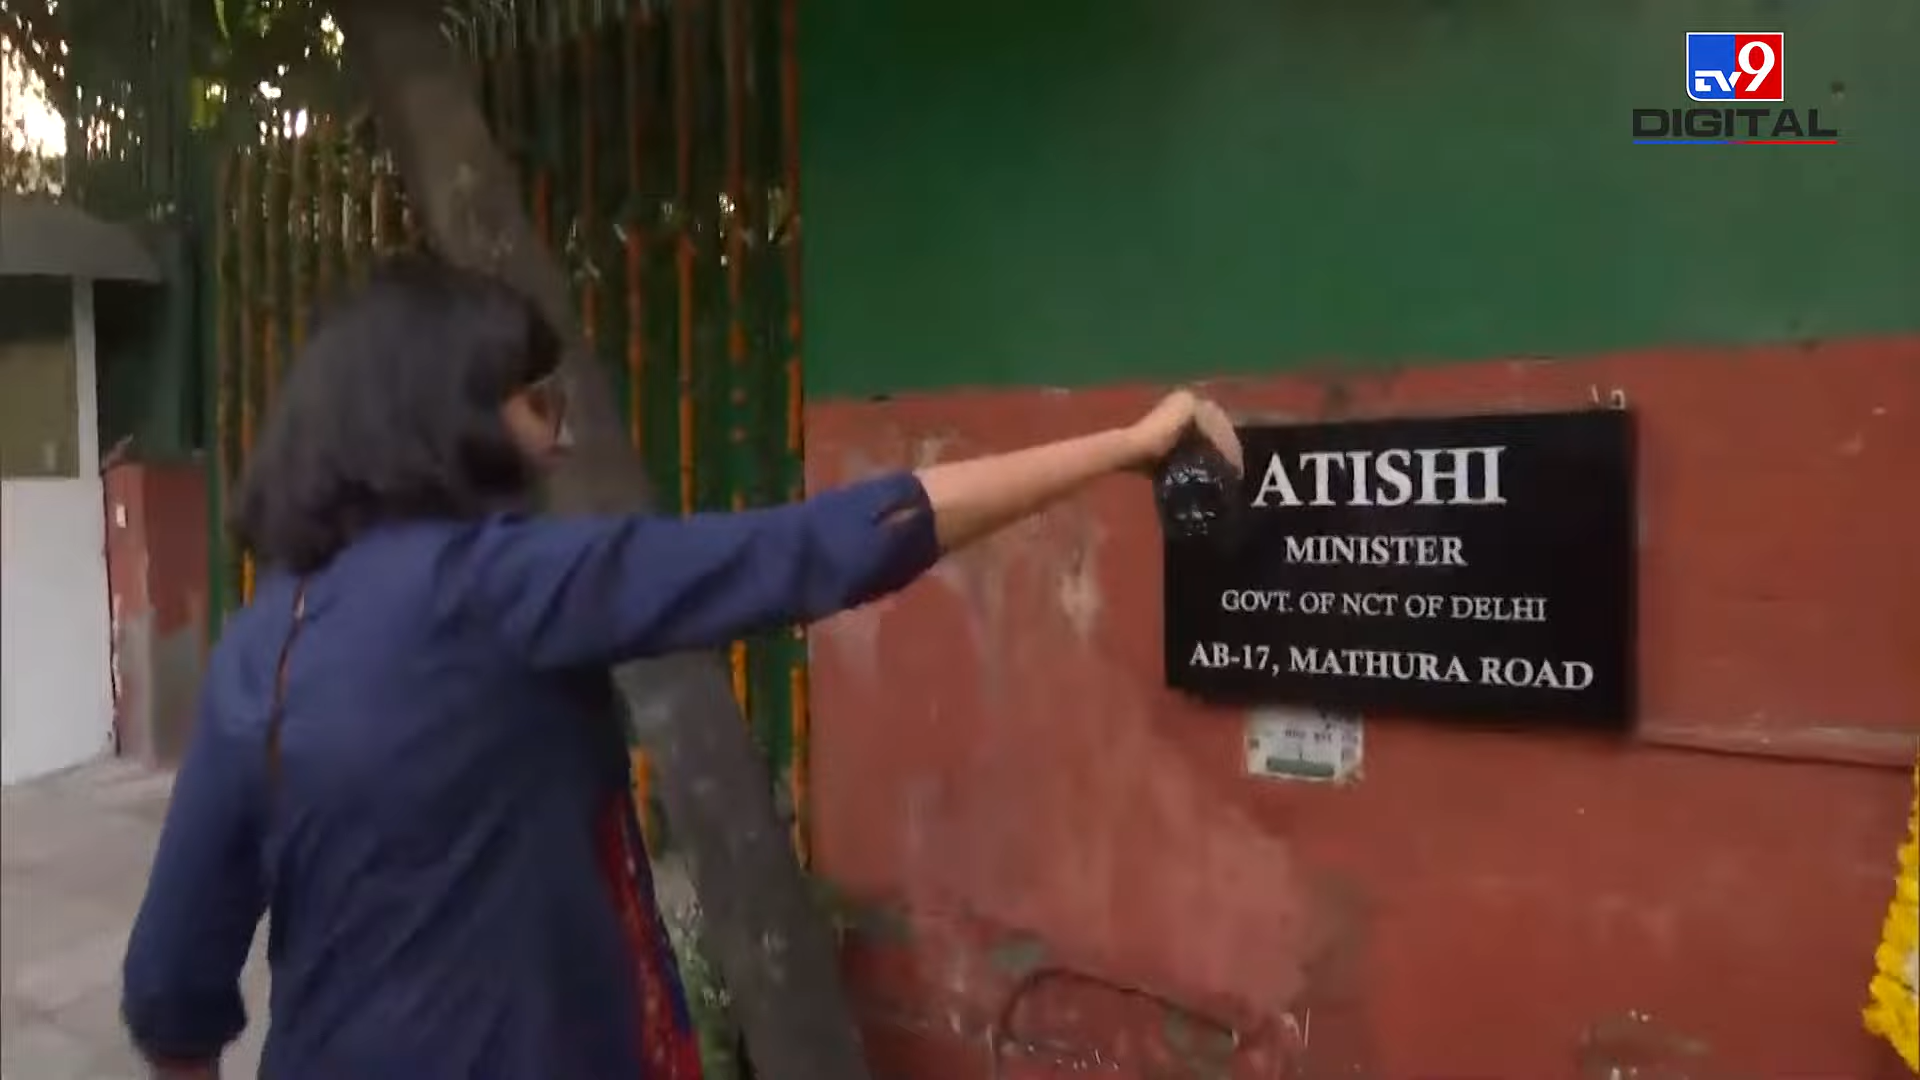 TV9
DIGITAL
ATISHI
MINISTER
GOVT. OF NCT OF DELHI
AB-17, MATHURA ROAD